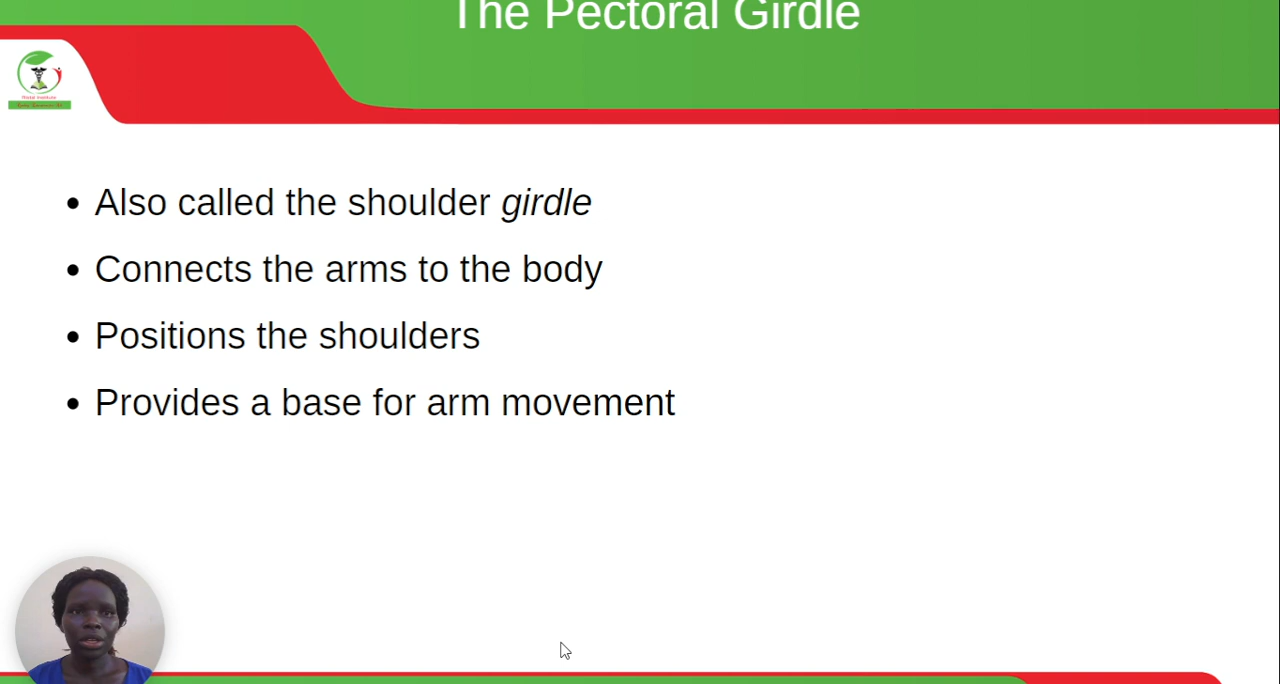 The Pectoral Girdle
Also called the shoulder girdle
Connects the arms to the body
Positions the shoulders
Provides a base for arm movement